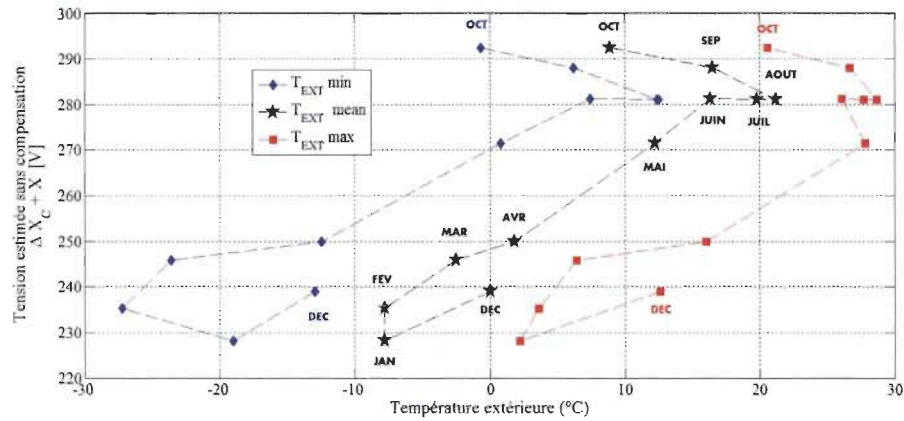 300
290
280
270
260
250
240
230
220
Tension estimée sans compensation
Δ X_C + X [V]
OCT
OCT
SEP
OCT
AOUT
T_EXT min
T_EXT mean
T_EXT max
JUIN
JUIL
MAI
AVR
MAR
FEV
DEC
DEC
DEC
JAN
-30
-20
-10
0
10
20
30
Température extérieure (°C)